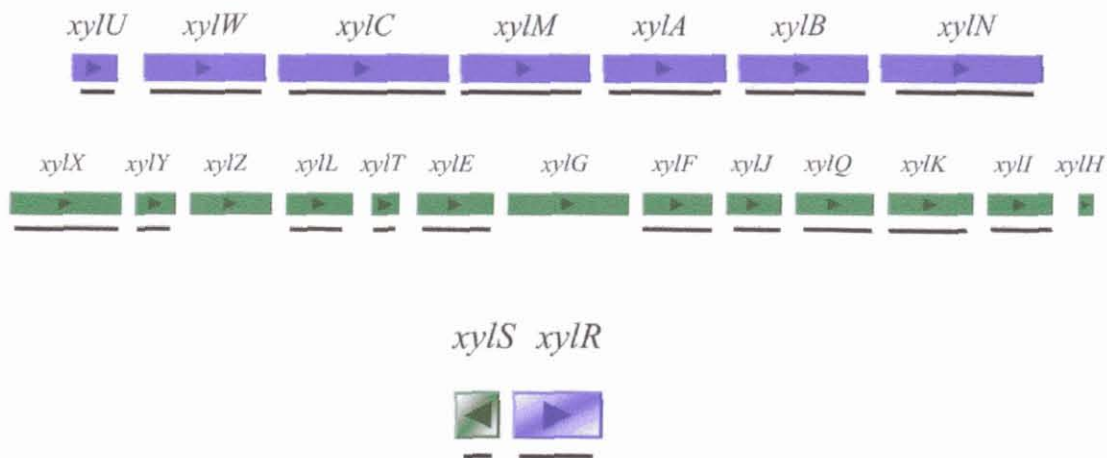 xylU xylW xylC xylM xylA xylB xylN
xylX xylY xylZ xylL xylT xylE xylG xylF xylJ xylQ xylK xylI xylH
xylS xylR